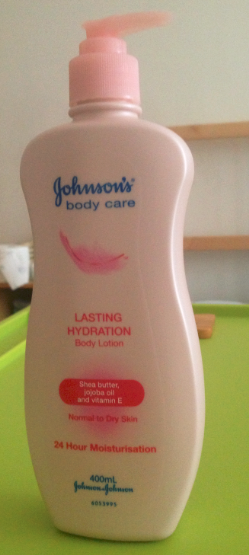 Johnson's
body care
LASTING
HYDRATION
Body Lotion
Shea butter,
jojoba oil
and vitamin E
Normal to Dry Skin
24 Hour Moisturisation
400mL
Johnson & Johnson